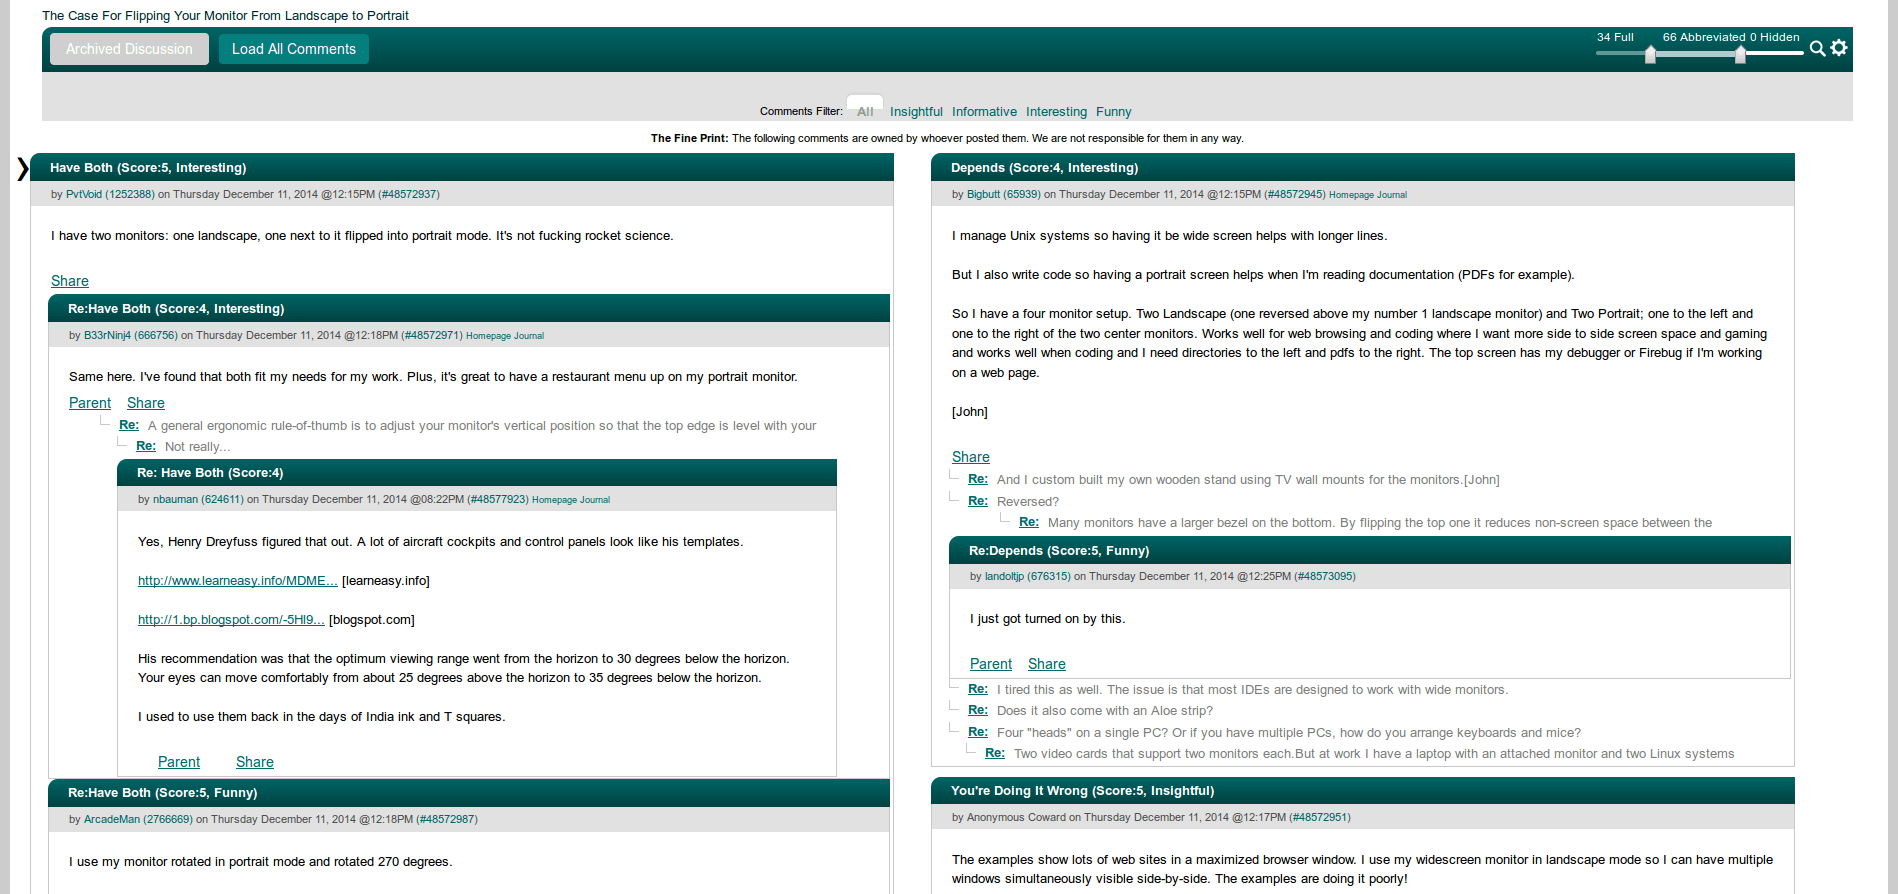 The Case For Flipping Your Monitor From Landscape to Portrait
Archived Discussion
Load All Comments
34 Full
66 Abbreviated
0 Hidden
Comments Filter:
All
Insightful
Informative
Interesting
Funny
The Fine Print: The following comments are owned by whoever posted them. We are not responsible for them in any way.
Have Both (Score:5, Interesting)
by PvtVoid (1252388) on Thursday December 11, 2014 @12:15PM (#48572937)
I have two monitors: one landscape, one next to it flipped into portrait mode. It's not fucking rocket science.
Share
Re:Have Both (Score:4, Interesting)
by B33rNinj4 (666756) on Thursday December 11, 2014 @12:18PM (#48572971) Homepage Journal
Same here. I've found that both fit my needs for my work. Plus, it's great to have a restaurant menu up on my portrait monitor.
Parent Share
Re: A general ergonomic rule-of-thumb is to adjust your monitor's vertical position so that the top edge is level with your
Re: Not really...
Re: Have Both (Score:4)
by nbauman (624611) on Thursday December 11, 2014 @08:22PM (#48577923) Homepage Journal
Yes, Henry Dreyfuss figured that out. A lot of aircraft cockpits and control panels look like his templates.
http://www.learneasy.info/MDME... [learneasy.info]
http://1.bp.blogspot.com/-5Hl9... [blogspot.com]
His recommendation was that the optimum viewing range went from the horizon to 30 degrees below the horizon.
Your eyes can move comfortably from about 25 degrees above the horizon to 35 degrees below the horizon.
I used to use them back in the days of India ink and T squares.
Parent Share
Re:Have Both (Score:5, Funny)
by ArcadeMan (2766669) on Thursday December 11, 2014 @12:18PM (#48572987)
I use my monitor rotated in portrait mode and rotated 270 degrees.
Depends (Score:4, Interesting)
by Bigbutt (65939) on Thursday December 11, 2014 @12:15PM (#48572945) Homepage Journal
I manage Unix systems so having it be wide screen helps with longer lines.
But I also write code so having a portrait screen helps when I'm reading documentation (PDFs for example).
So I have a four monitor setup. Two Landscape (one reversed above my number 1 landscape monitor) and Two Portrait; one to the left and
one to the right of the two center monitors. Works well for web browsing and coding where I want more side to side screen space and gaming
and works well when coding and I need directories to the left and pdfs to the right. The top screen has my debugger or Firebug if I'm working
on a web page.
[John]
Share
Re: And I custom built my own wooden stand using TV wall mounts for the monitors.[John]
Re: Reversed?
Re: Many monitors have a larger bezel on the bottom. By flipping the top one it reduces non-screen space between the
Re:Depends (Score:5, Funny)
by landoltjp (676315) on Thursday December 11, 2014 @12:25PM (#48573095)
I just got turned on by this.
Parent Share
Re: I tired this as well. The issue is that most IDEs are designed to work with wide monitors.
Re: Does it also come with an Aloe strip?
Re: Four "heads" on a single PC? Or if you have multiple PCs, how do you arrange keyboards and mice?
Re: Two video cards that support two monitors each.But at work I have a laptop with an attached monitor and two Linux systems
You're Doing It Wrong (Score:5, Insightful)
by Anonymous Coward on Thursday December 11, 2014 @12:17PM (#48572951)
The examples show lots of web sites in a maximized browser window. I use my widescreen monitor in landscape mode so I can have multiple
windows simultaneously visible side-by-side. The examples are doing it poorly!